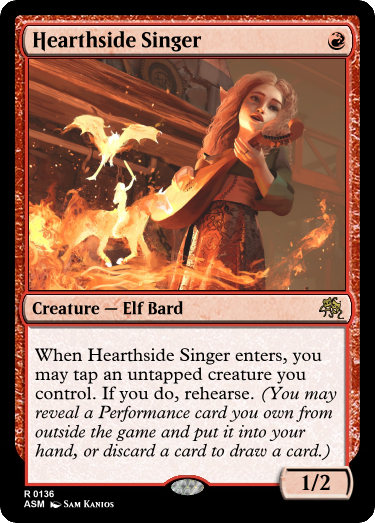 Hearthside Singer
Creature — Elf Bard
When Hearthside Singer enters, you
may tap an untapped creature you
control. If you do, rehearse. (You may
reveal a Performance card you own from
outside the game and put it into your
hand, or discard a card to draw a card.)
1/2
R 0136
ASM Sam Kanios